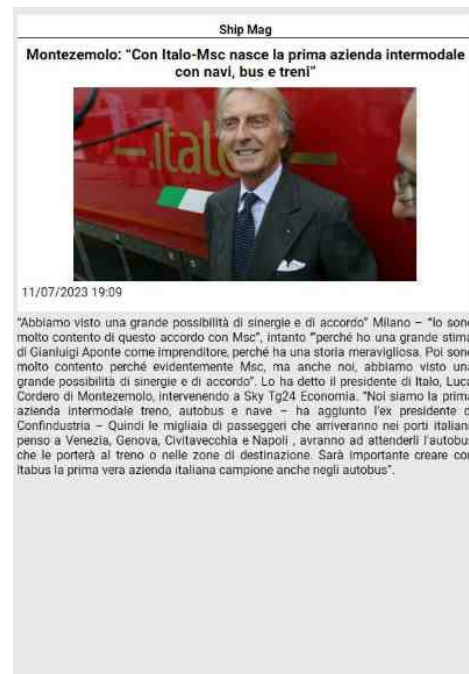 Ship Mag
Montezemolo: "Con Italo-Msc nasce la prima azienda intermodale
con navi, bus e treni"
.ital
11/07/2023 19:09
"Abbiamo visto una grande possibilità di sinergie e di accordo" Milano – "Io sono
molto contento di questo accordo con Msc", intanto "perché ho una grande stima
di Gianluigi Aponte come imprenditore, perché ha una storia meravigliosa. Poi sono
molto contento perché evidentemente Msc, ma anche noi, abbiamo visto una
grande possibilità di sinergie e di accordo". Lo ha detto il presidente di Italo, Luca
Cordero di Montezemolo, intervenendo a Sky Tg24 Economia. "Noi siamo la prima
azienda intermodale treno, autobus e nave – ha aggiunto l'ex presidente d
Confindustria – Quindi le migliaia di passeggeri che arriveranno nei porti italiani
penso a Venezia, Genova, Civitavecchia e Napoli , avranno ad attenderli l'autobus
che le porterà al treno o nelle zone di destinazione. Sarà importante creare con
Itabus la prima vera azienda italiana campione anche negli autobus".